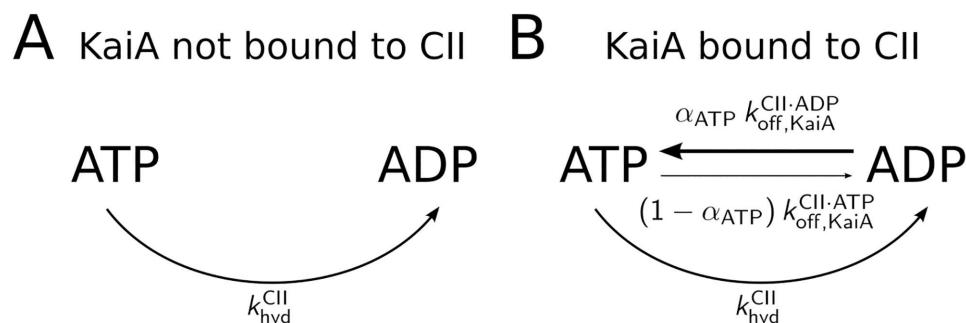 A KaiA not bound to CII
ATP ADP
k_hyd^CII
B KaiA bound to CII
α_ATP k_off,KaiA^CII·ADP
ATP ADP
(1 − α_ATP) k_off,KaiA^CII·ATP
k_hyd^CII